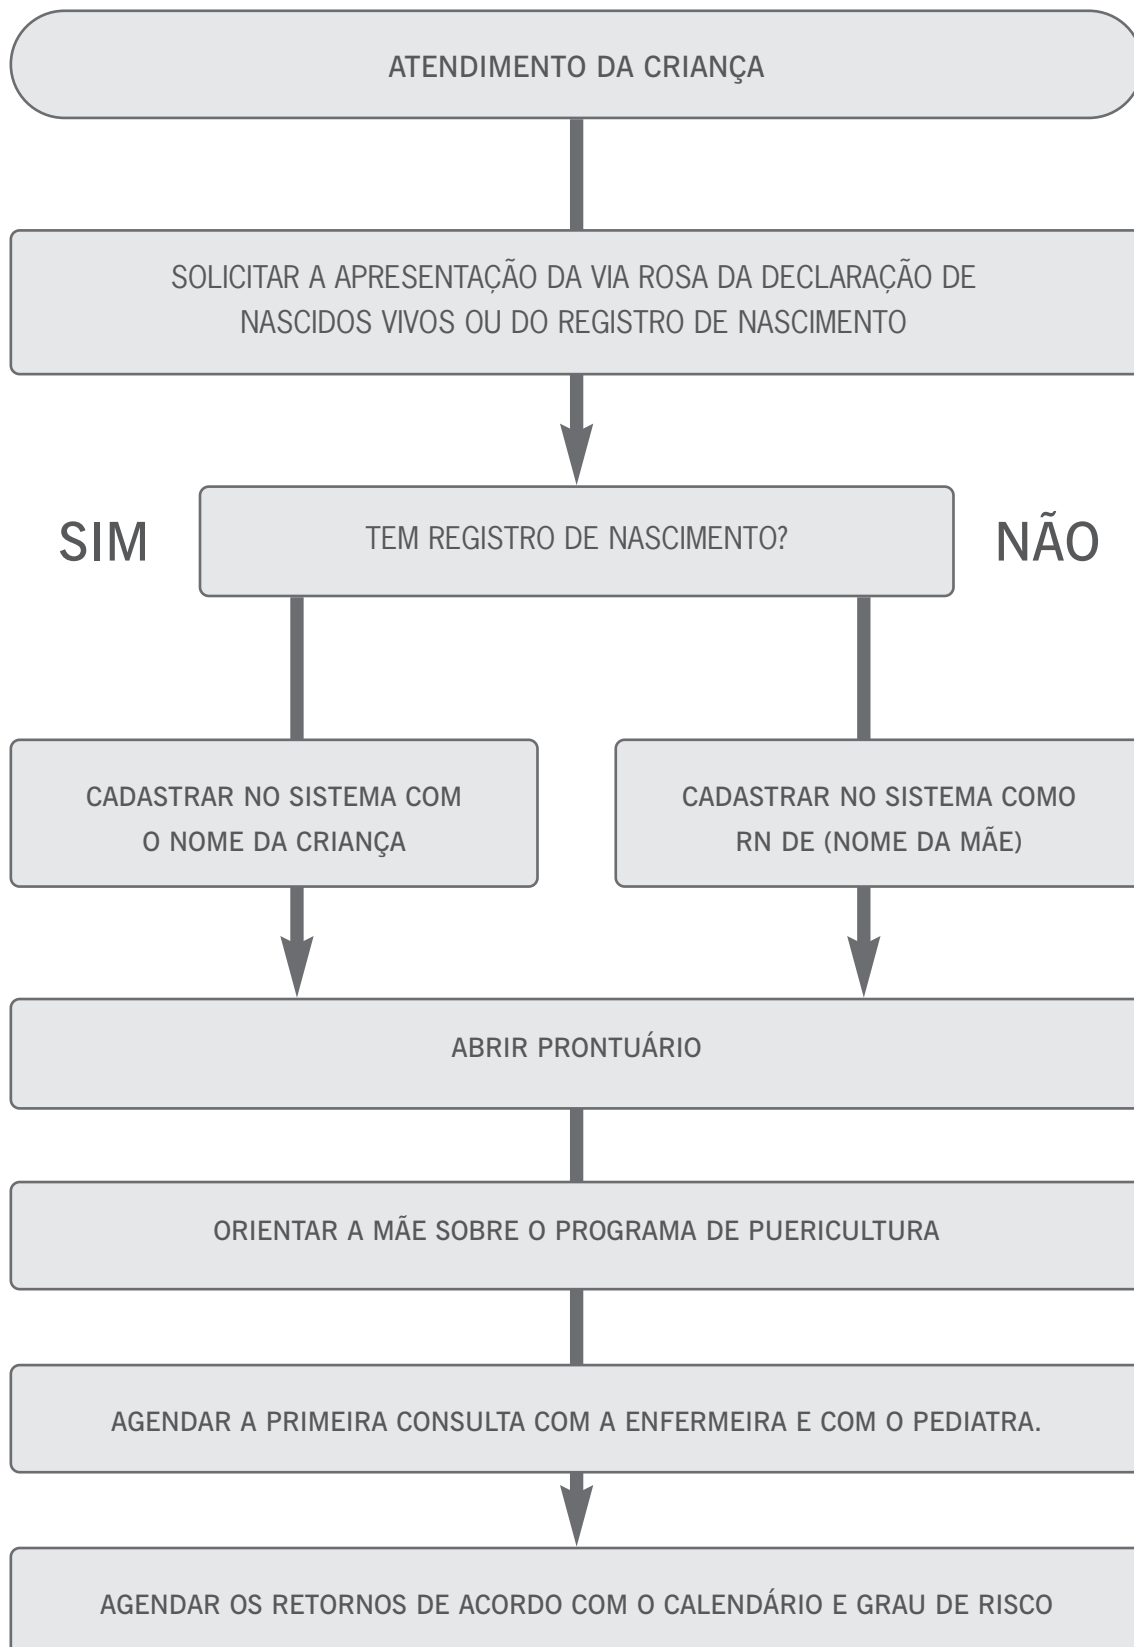 ATENDIMENTO DA CRIANÇA
SOLICITAR A APRESENTAÇÃO DA VIA ROSA DA DECLARAÇÃO DE
NASCIDOS VIVOS OU DO REGISTRO DE NASCIMENTO
SIM
TEM REGISTRO DE NASCIMENTO?
NÃO
CADASTRAR NO SISTEMA COM
O NOME DA CRIANÇA
CADASTRAR NO SISTEMA COMO
RN DE (NOME DA MÃE)
ABRIR PRONTUÁRIO
ORIENTAR A MÃE SOBRE O PROGRAMA DE PUERICULTURA
AGENDAR A PRIMEIRA CONSULTA COM A ENFERMEIRA E COM O PEDIATRA.
AGENDAR OS RETORNOS DE ACORDO COM O CALENDÁRIO E GRAU DE RISCO